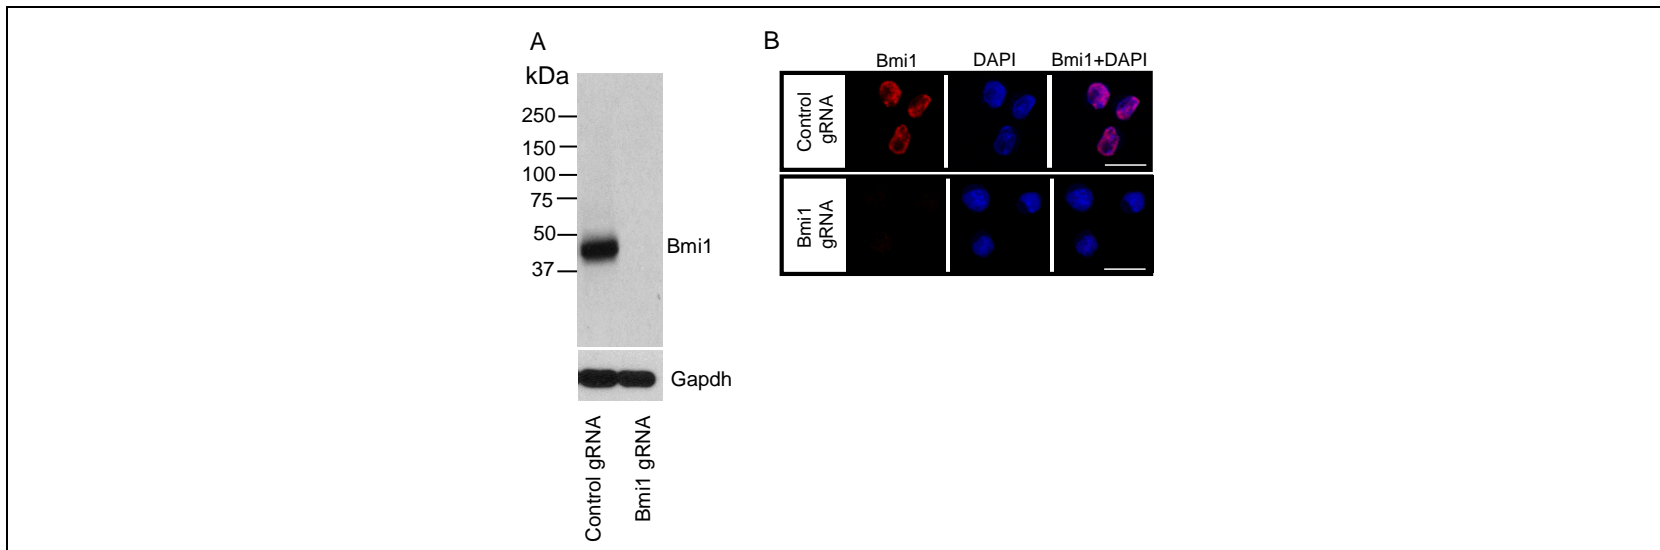 A
kDa
250
150
100
75
50
37
Bmi1
Gapdh
Control gRNA
Bmi1 gRNA
B
Bmi1 DAPI Bmi1+DAPI
Control
gRNA
Bmi1
gRNA